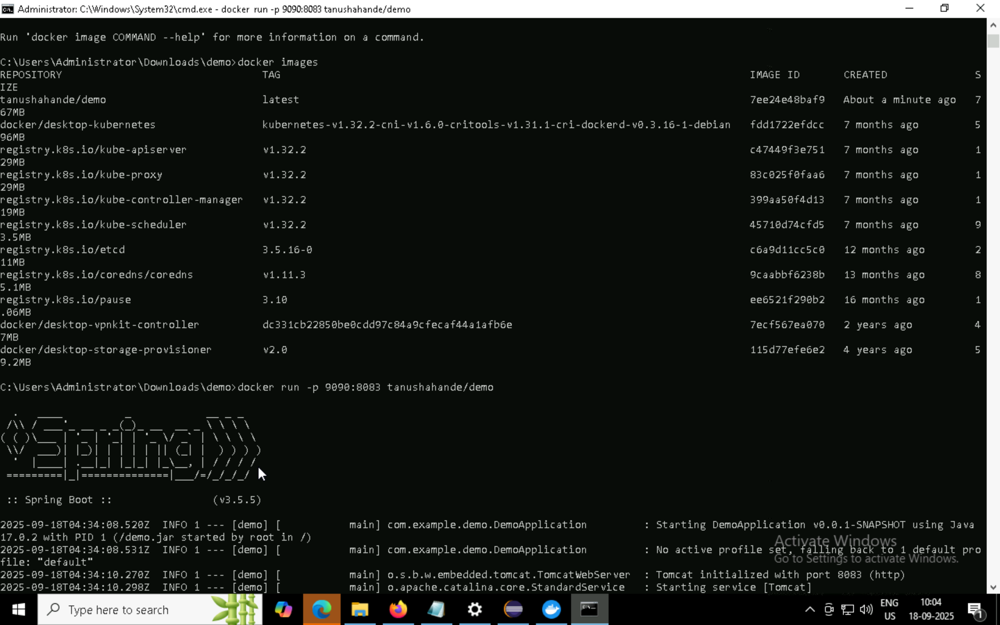 Administrator: C:\Windows\System32\cmd.exe - docker run -p 9090:8083 tanushahande/demo
Run 'docker image COMMAND --help' for more information on a command.
C:\Users\Administrator\Downloads\demo>docker images
REPOSITORY TAG IMAGE ID CREATED S
IZE
tanushahande/demo latest 7ee24e48baf9 About a minute ago 7
67MB
docker/desktop-kubernetes kubernetes-v1.32.2-cni-v1.6.0-critools-v1.31.1-cri-dockerd-v0.3.16-1-debian fdd1722efdcc 7 months ago 5
96MB
registry.k8s.io/kube-apiserver v1.32.2 c47449f3e751 7 months ago 1
29MB
registry.k8s.io/kube-proxy v1.32.2 83c025f0faa6 7 months ago 1
29MB
registry.k8s.io/kube-controller-manager v1.32.2 399aa50f4d13 7 months ago 1
19MB
registry.k8s.io/kube-scheduler v1.32.2 45710d74cfd5 7 months ago 9
3.5MB
registry.k8s.io/etcd 3.5.16-0 c6a9d11cc5c0 12 months ago 2
11MB
registry.k8s.io/coredns/coredns v1.11.3 9caabbf6238b 13 months ago 8
5.1MB
registry.k8s.io/pause 3.10 ee6521f290b2 16 months ago 1
.06MB
docker/desktop-vpnkit-controller dc331cb22850be0cdd97c84a9cfecaf44a1afb6e 7ecf567ea070 2 years ago 4
7MB
docker/desktop-storage-provisioner v2.0 115d77efe6e2 4 years ago 5
9.2MB
C:\Users\Administrator\Downloads\demo>docker run -p 9090:8083 tanushahande/demo
Spring
:: Spring Boot :: (v3.5.5)
2025-09-18T04:34:08.520Z INFO 1 --- [demo] [ main] com.example.demo.DemoApplication : Starting DemoApplication v0.0.1-SNAPSHOT using Java
17.0.2 with PID 1 (/demo.jar started by root in /)
2025-09-18T04:34:08.531Z INFO 1 --- [demo] [ main] com.example.demo.DemoApplication : No active profile set, falling back to 1 default pro
file: "default"
2025-09-18T04:34:10.270Z INFO 1 --- [demo] [ main] o.s.b.w.embedded.tomcat.TomcatWebServer : Tomcat initialized with port 8083 (http)
2025-09-18T04:34:10.298Z INFO 1 --- [demo] [ main] o.apache.catalina.core.StandardService : Starting service [Tomcat]
Activate Windows
Go to Settings to activate Windows.
Type here to search
ENG
US
10:04
18-09-2025
1